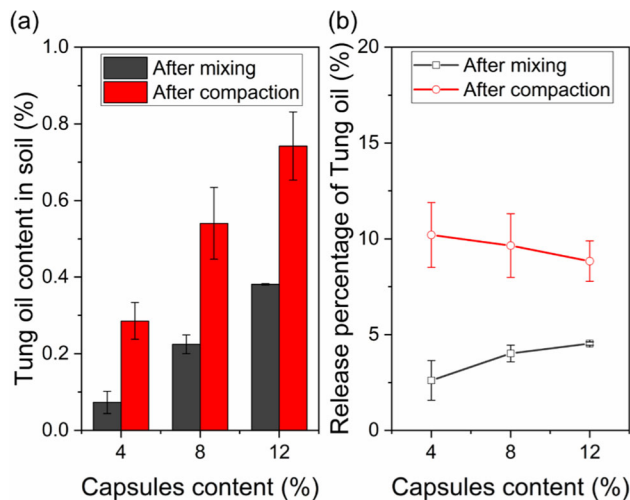 (a)
1.0
0.8
0.6
0.4
0.2
0.0
Tung oil content in soil (%)
After mixing
After compaction
4 8 12
Capsules content (%)
(b)
20
15
10
5
0
Release percentage of Tung oil (%)
After mixing
After compaction
4 8 12
Capsules content (%)